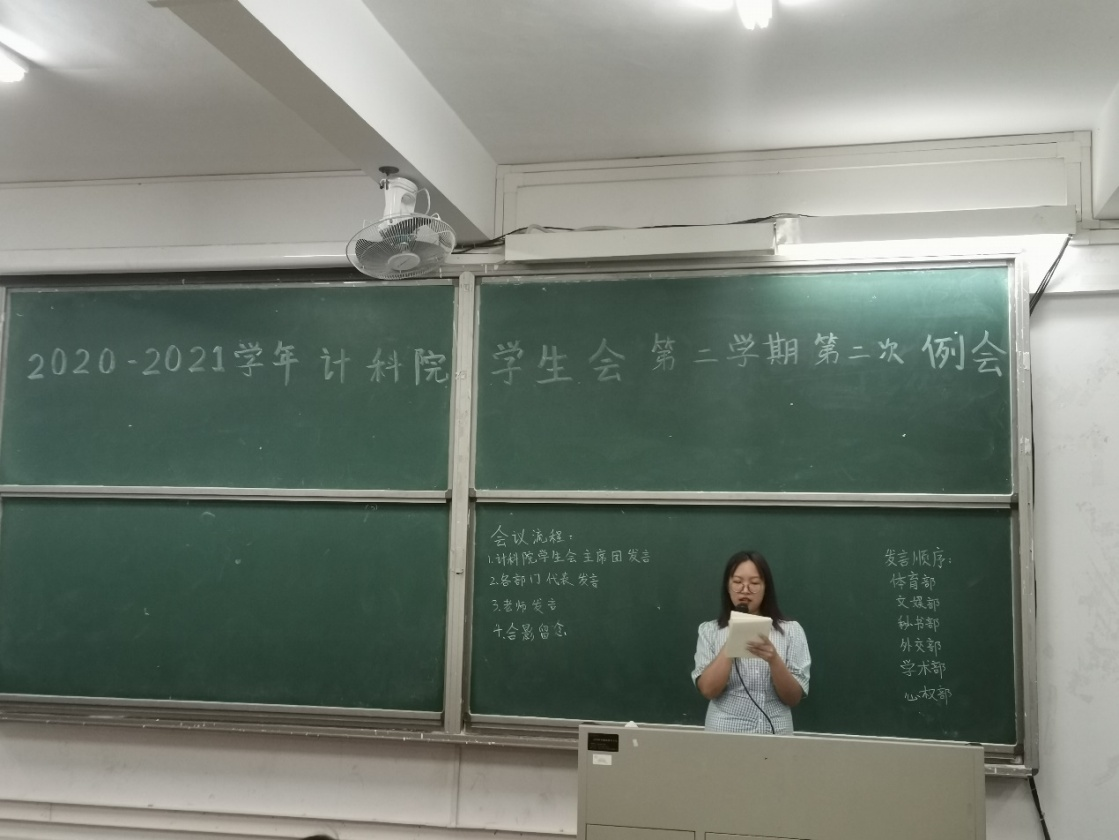 2020-2021学年 计科院 学生会 第二学期第二次例会
会议流程:
1.计科院学生会主席团发言
2.各部门代表发言
3.老师发言
4.合影留念
发言顺序:
体育部
文娱部
秘书部
外交部
学术部
心权部